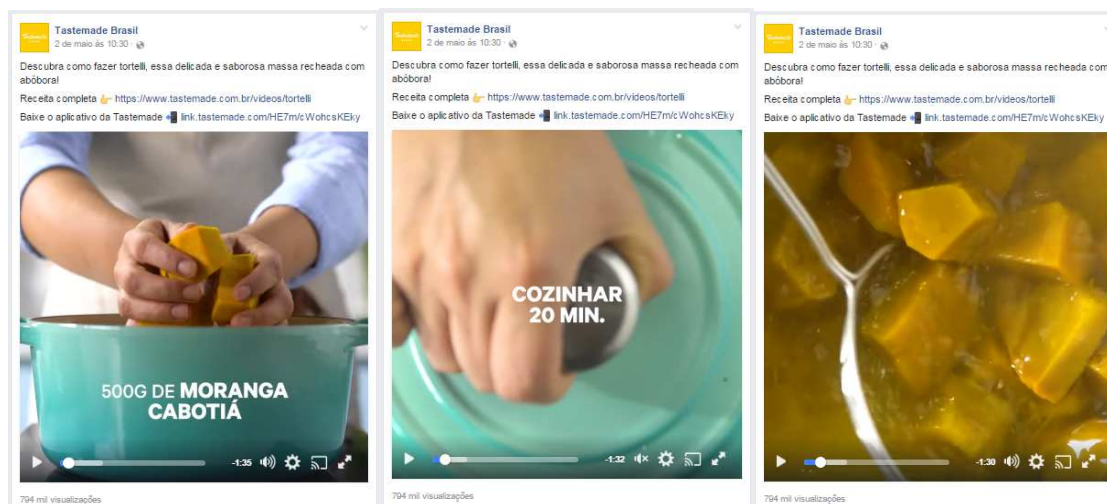 Tastemade Brasil
2 de maio às 10:30
Descubra como fazer tortelli, essa delicada e saborosa massa recheada com
abóbora!
Receita completa 👉 https://www.tastemade.com.br/videos/tortelli
Baixe o aplicativo da Tastemade 📲 link.tastemade.com/HE7m/cWohcsKEky
500G DE MORANGA
CABOTIÁ
-1:35
794 mil visualizações
Tastemade Brasil
2 de maio às 10:30
Descubra como fazer tortelli, essa delicada e saborosa massa recheada com
abóbora!
Receita completa 👉 https://www.tastemade.com.br/videos/tortelli
Baixe o aplicativo da Tastemade 📲 link.tastemade.com/HE7m/cWohcsKEky
COZINHAR
20 MIN.
-1:32
794 mil visualizações
Tastemade Brasil
2 de maio às 10:30
Descubra como fazer tortelli, essa delicada e saborosa massa recheada com
abóbora!
Receita completa 👉 https://www.tastemade.com.br/videos/tortelli
Baixe o aplicativo da Tastemade 📲 link.tastemade.com/HE7m/cWohcsKEky
-1:30
794 mil visualizações